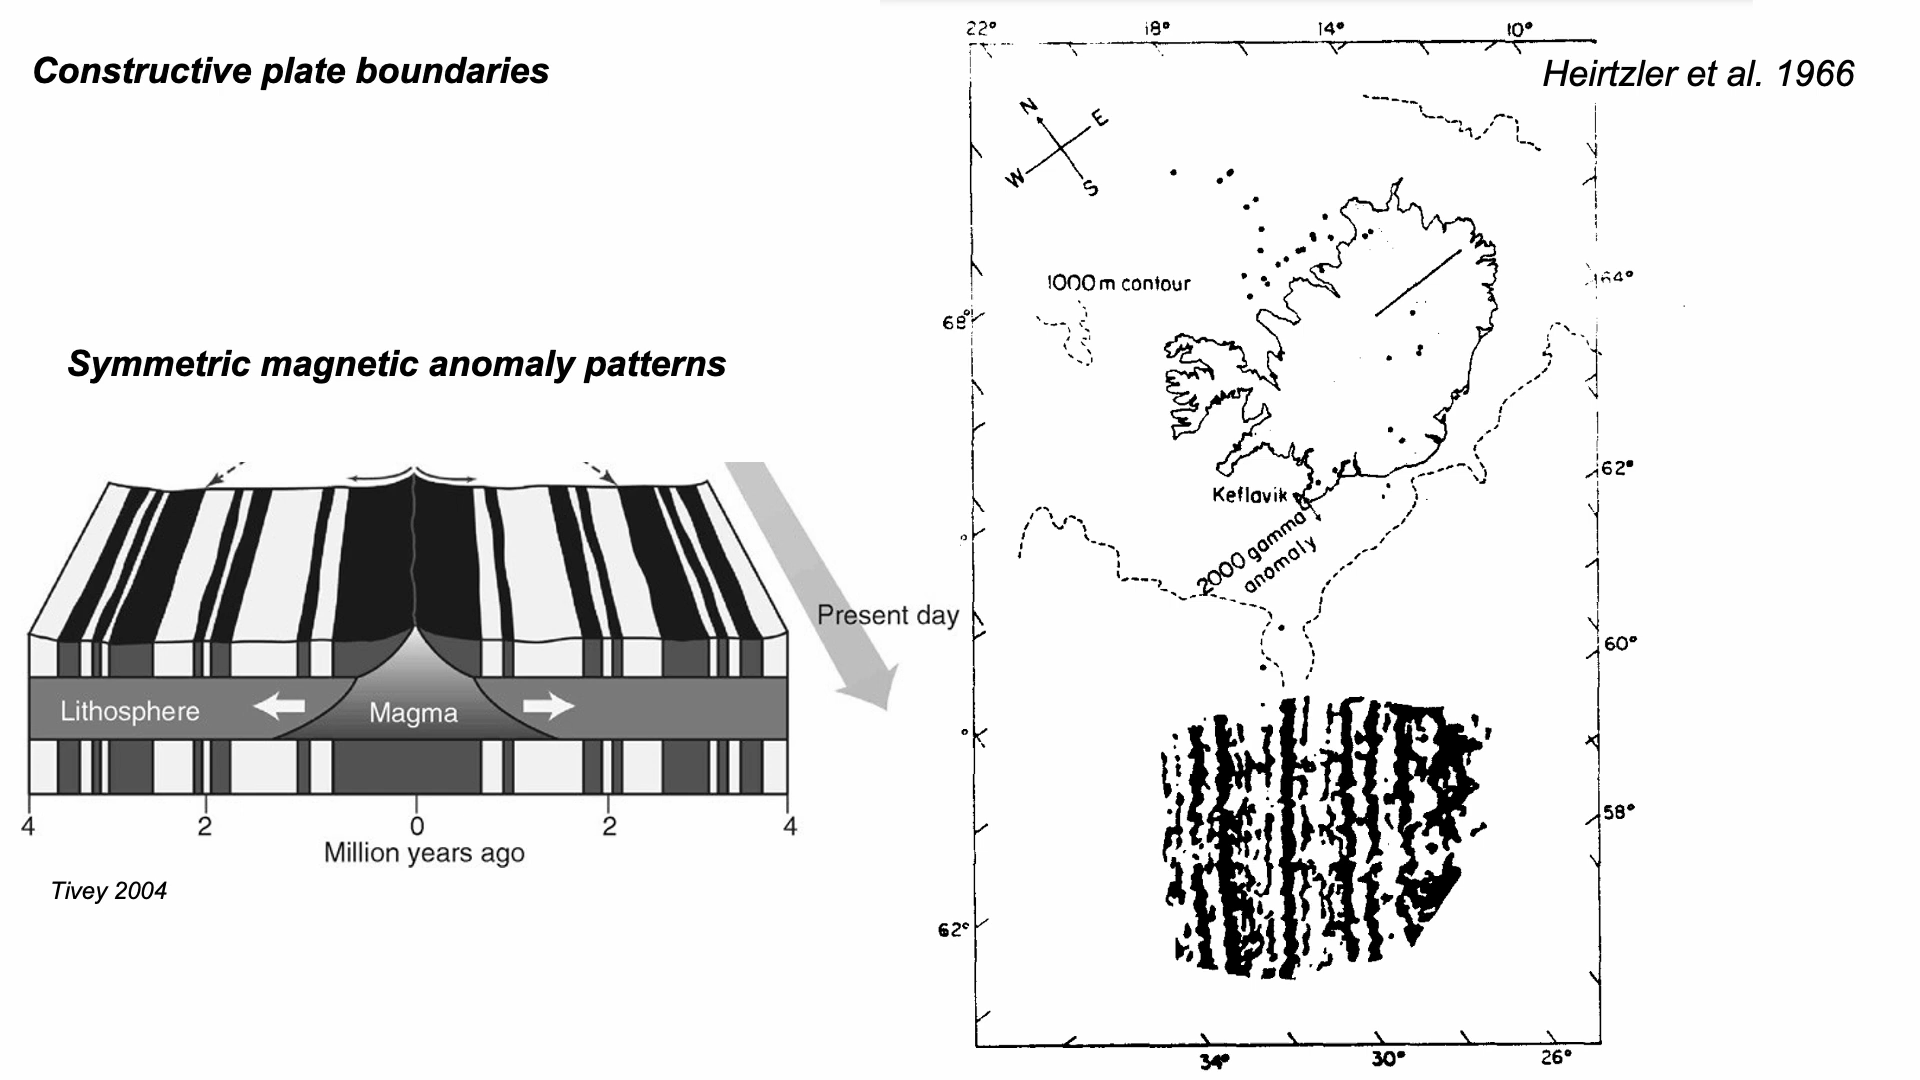 Constructive plate boundaries
Symmetric magnetic anomaly patterns
Present day
Lithosphere
Magma
4
2
0
2
4
Million years ago
Tivey 2004
Heirtzler et al. 1966
22°
18°
14°
10°
N
E
W
S
1000 m contour
64°
68°
62°
Keflavik
2000 gamma
anomaly
60°
58°
62°
34°
30°
26°